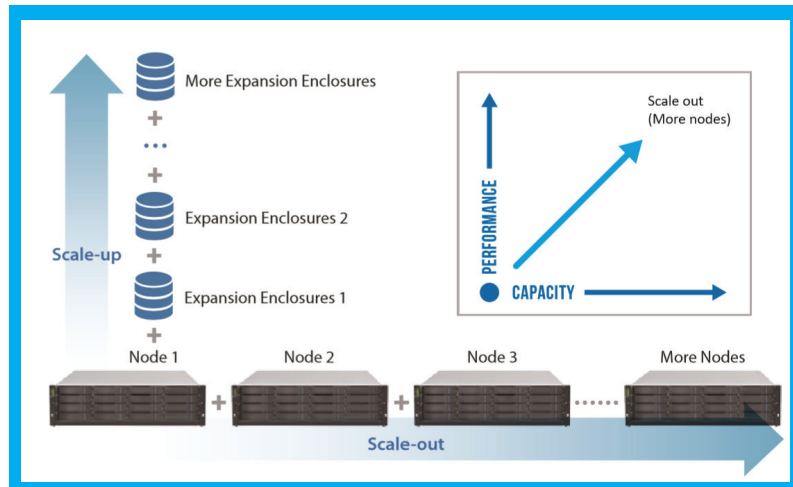 More Expansion Enclosures
+
...
+
Expansion Enclosures 2
+
Expansion Enclosures 1
+
Scale-up
Scale out
(More nodes)
PERFORMANCE
CAPACITY
Node 1
Node 2
Node 3
More Nodes
+
+
......
Scale-out